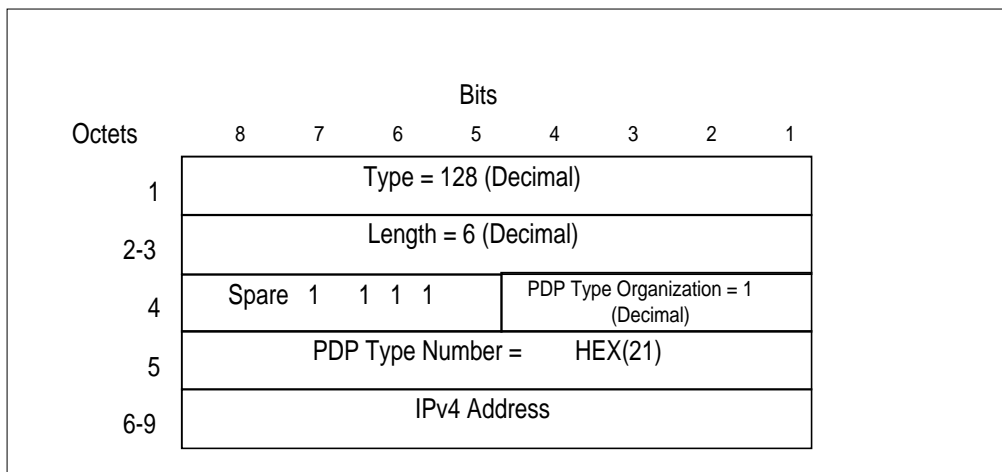 Bits
Octets 8 7 6 5 4 3 2 1
1 Type = 128 (Decimal)
2-3 Length = 6 (Decimal)
4 Spare 1 1 1 1 PDP Type Organization = 1
(Decimal)
5 PDP Type Number = HEX(21)
6-9 IPv4 Address